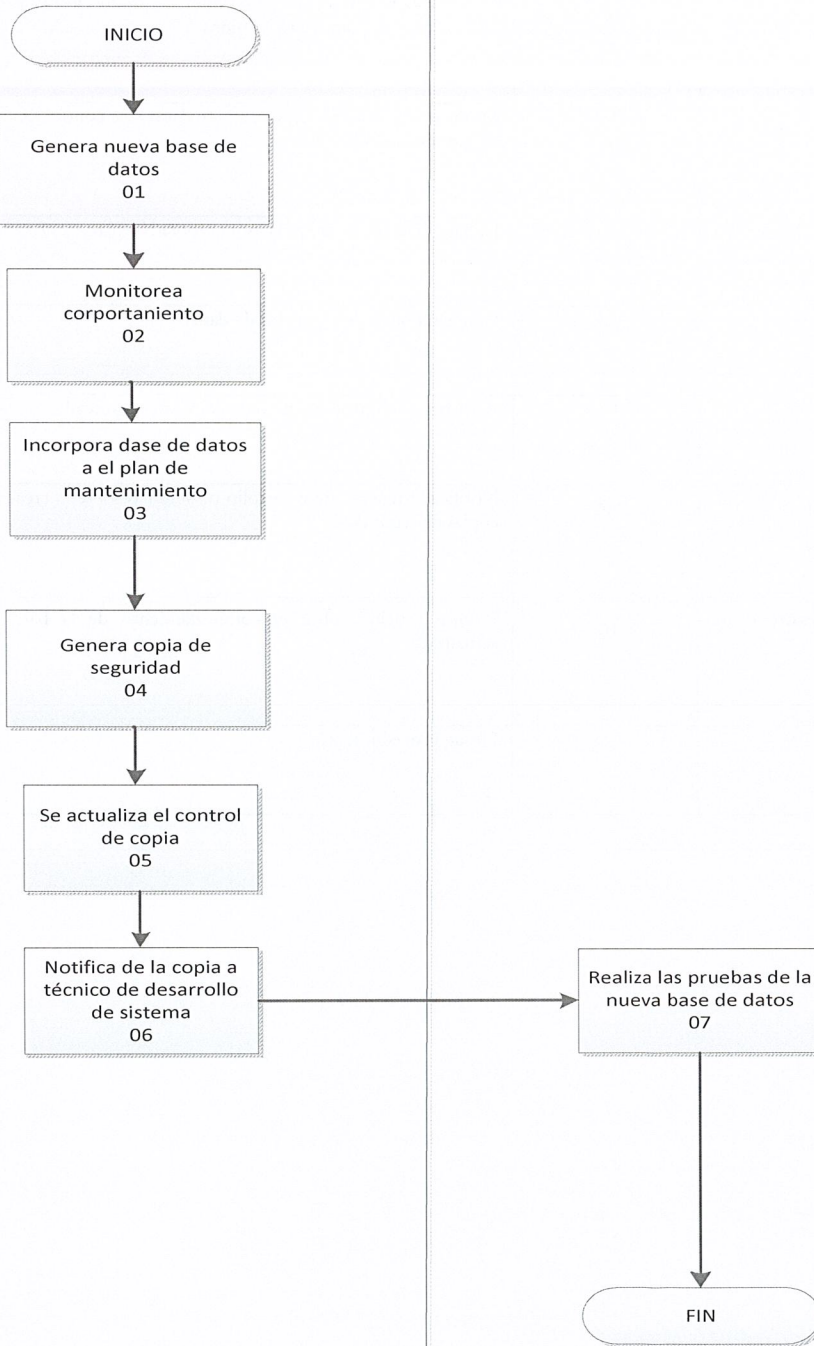 INICIO
Genera nueva base de
datos
01
Monitorea
corportaniento
02
Incorpora dase de datos
a el plan de
mantenimiento
03
Genera copia de
seguridad
04
Se actualiza el control
de copia
05
Notifica de la copia a
técnico de desarrollo
de sistema
06
Realiza las pruebas de la
nueva base de datos
07
FIN